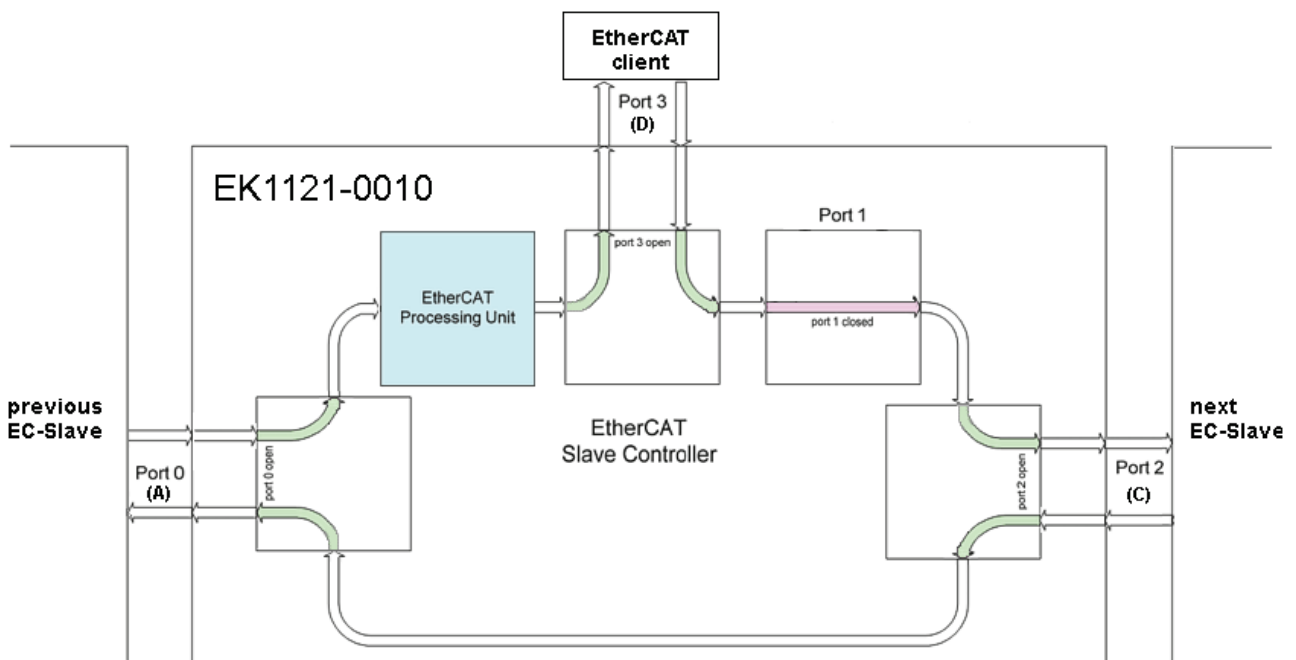 EtherCAT
client
Port 3
(D)
EK1121-0010
Port 1
port 3 open
EtherCAT
Processing Unit
port 1 closed
previous
EC-Slave
next
EC-Slave
EtherCAT
Slave Controller
port 0 open
port 2 open
Port 0
(A)
Port 2
(C)